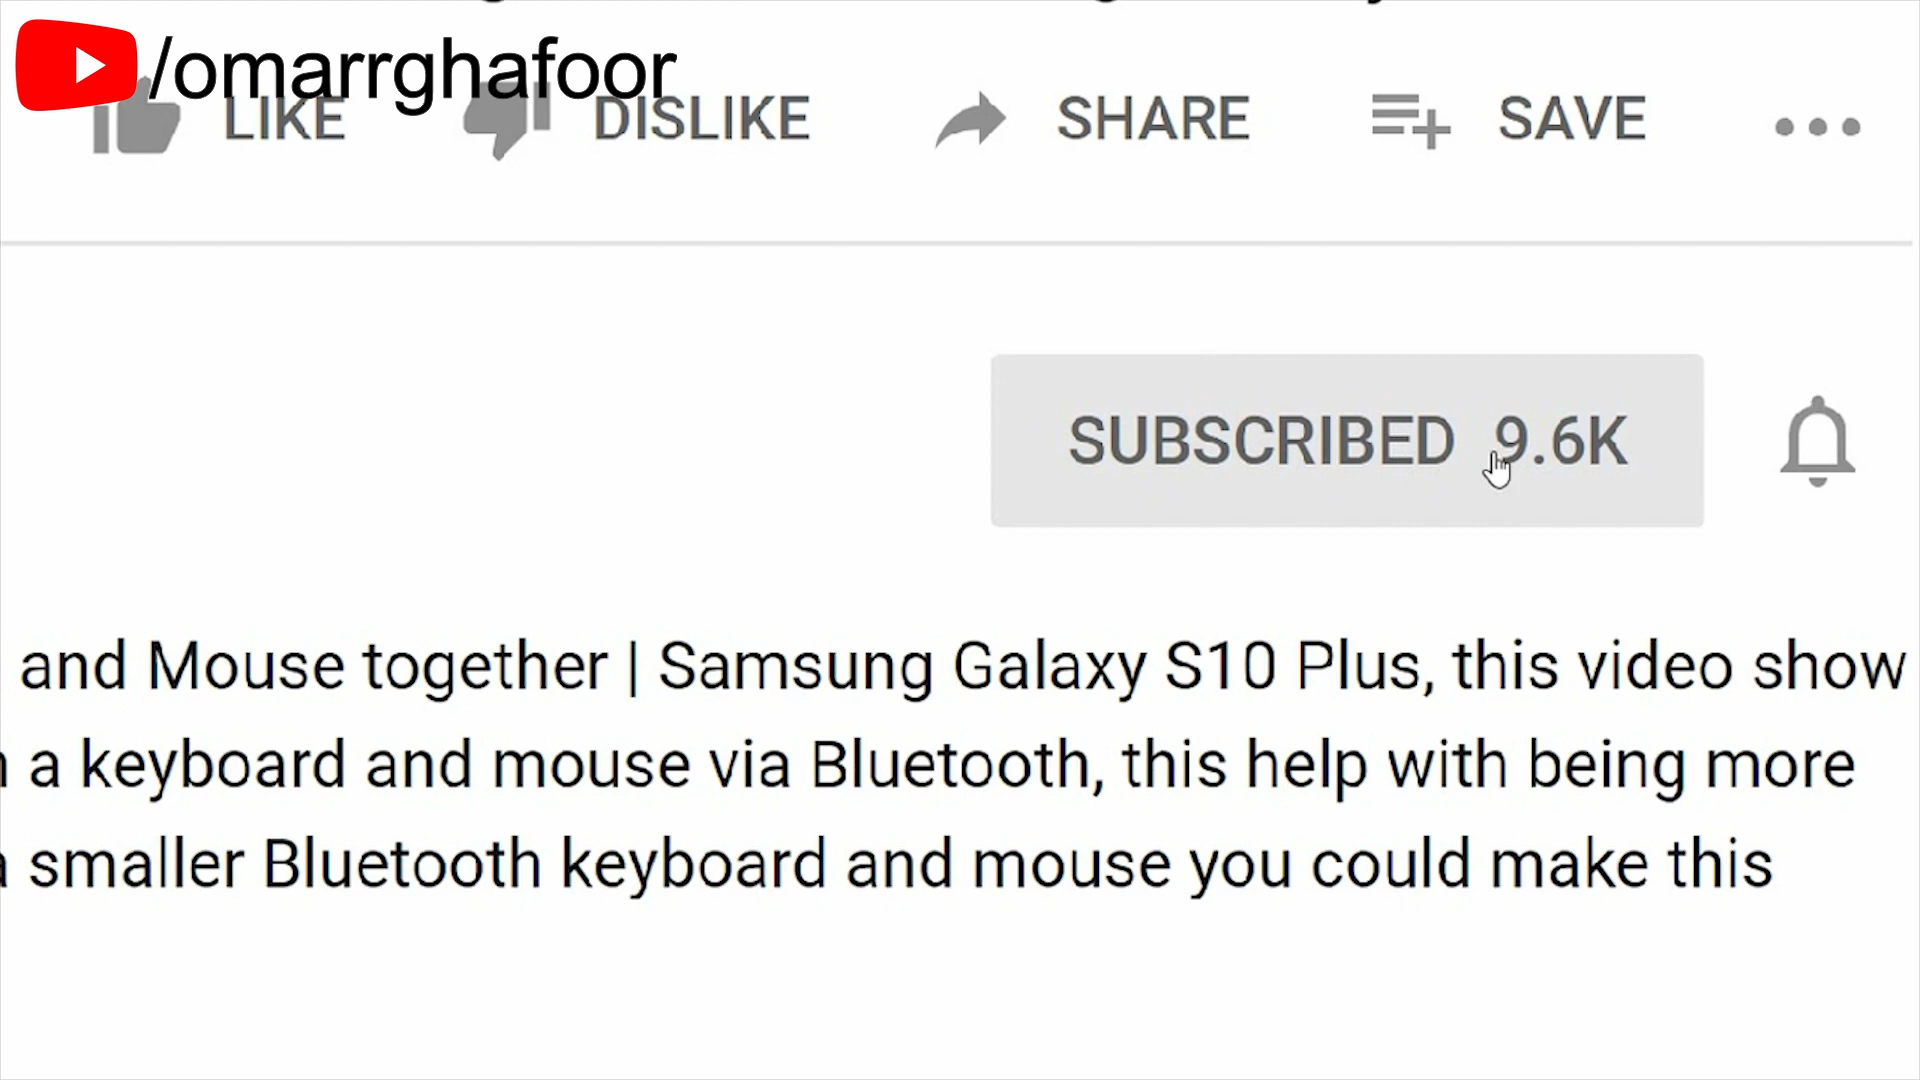 /omarrghafoor
LIKE DISLIKE SHARE SAVE
SUBSCRIBED 9.6K
and Mouse together | Samsung Galaxy S10 Plus, this video show
a keyboard and mouse via Bluetooth, this help with being more
smaller Bluetooth keyboard and mouse you could make this